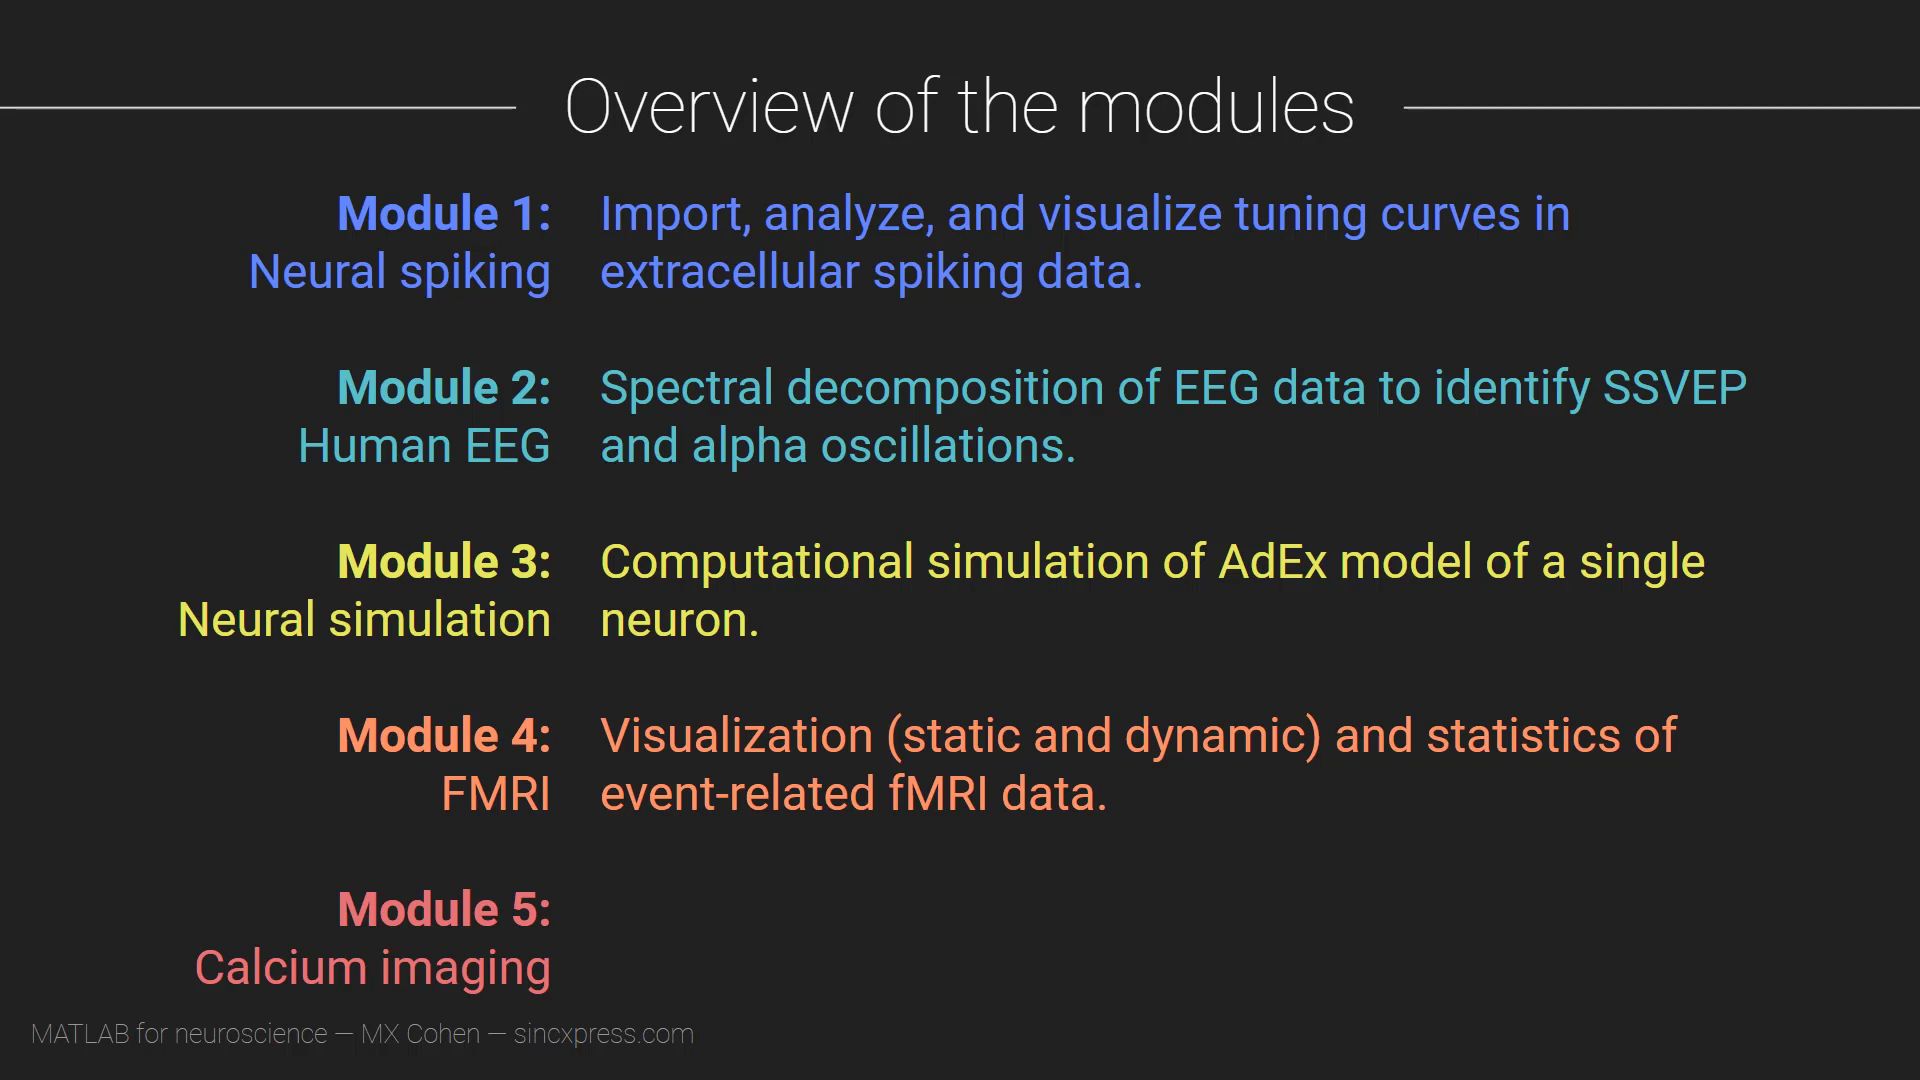 Overview of the modules
Module 1:
Neural spiking
Import, analyze, and visualize tuning curves in
extracellular spiking data.
Module 2:
Human EEG
Spectral decomposition of EEG data to identify SSVEP
and alpha oscillations.
Module 3:
Neural simulation
Computational simulation of AdEx model of a single
neuron.
Module 4:
FMRI
Visualization (static and dynamic) and statistics of
event-related fMRI data.
Module 5:
Calcium imaging
MATLAB for neuroscience — MX Cohen — sincxpress.com